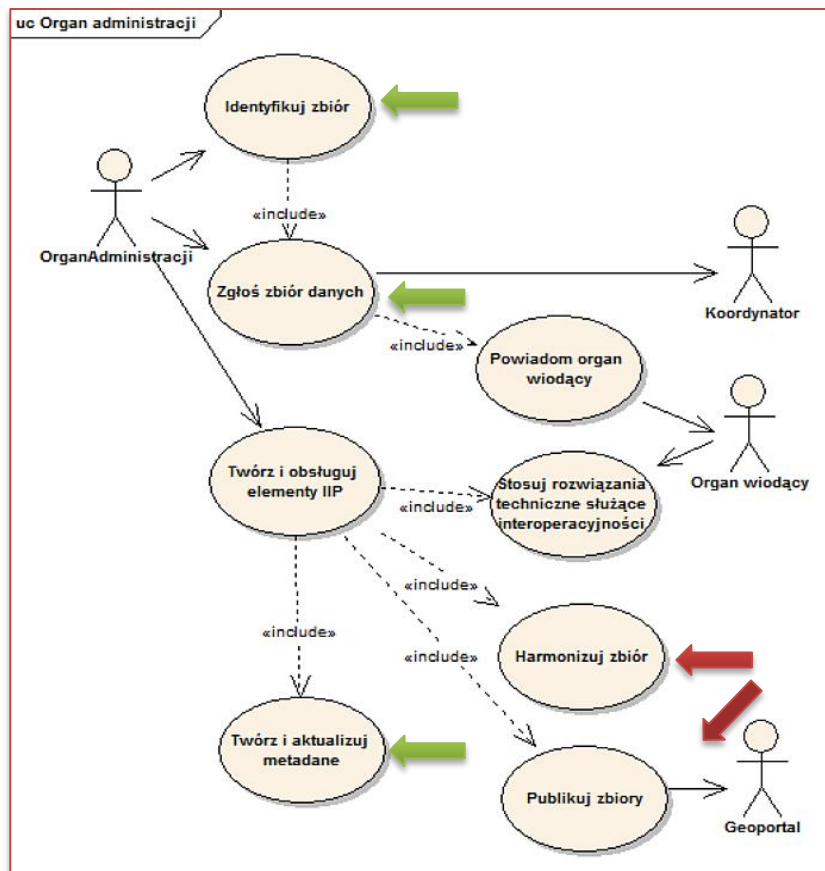 uc Organ administracji
Identyfikuj zbiór
«include»
OrganAdministracji
Zgłoś zbiór danych
Koordynator
«include»
Powiadom organ
wiodący
Twórz i obsługuj
elementy IIP
«include»
Stosuj rozwiązania
techniczne służące
interoperacyjności
Organ wiodący
«include»
«include»
«include»
Harmonizuj zbiór
Twórz i aktualizuj
metadane
Publikuj zbiory
Geoportal